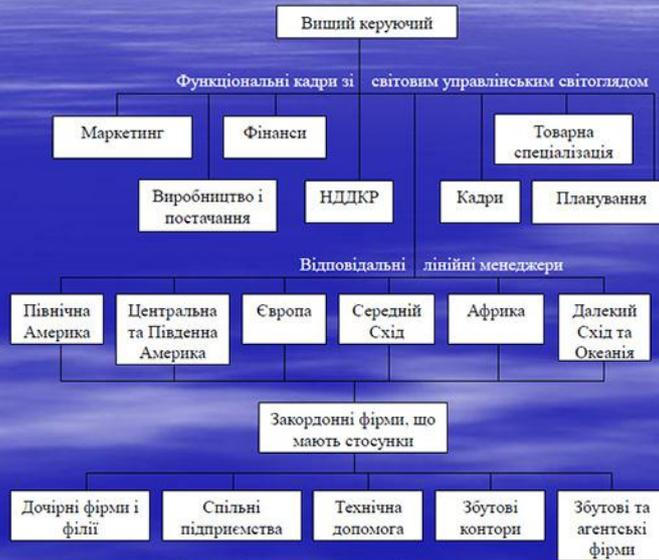 Вищий керуючий
Функціональні кадри зі світовим управлінським світоглядом
Маркетинг
Фінанси
Товарна
спеціалізація
Виробництво і
постачання
НДДКР
Кадри
Планування
Відповідальні лінійні менеджери
Північна
Америка
Центральна
та Південна
Америка
Європа
Середній
Схід
Африка
Далекий
Схід та
Океанія
Закордонні фірми, що
мають стосунки
Дочірні фірми і
філії
Спільні
підприємства
Технічна
допомога
Збутові
контори
Збутові та
агентські
фірми